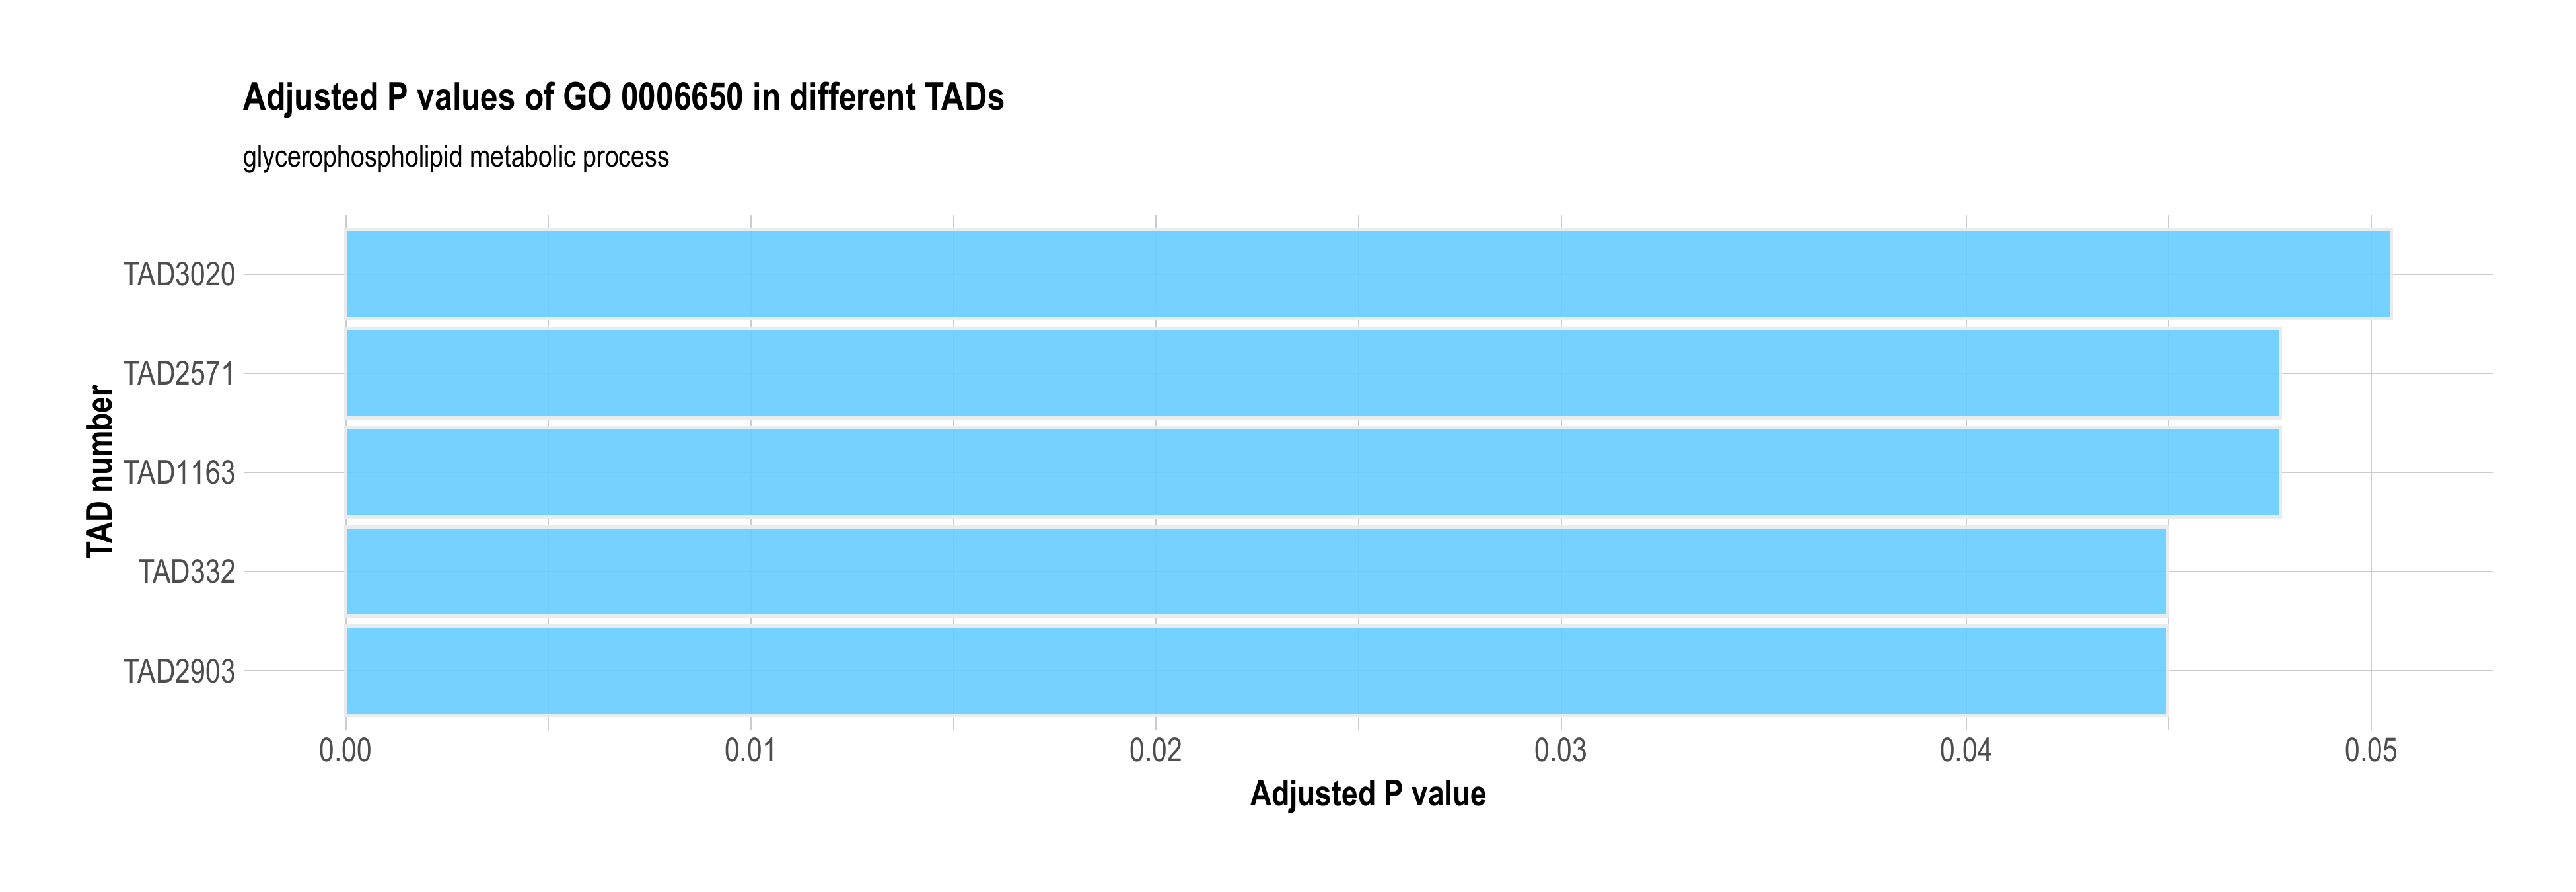 Adjusted P values of GO 0006650 in different TADs
glycerophospholipid metabolic process
TAD number
TAD3020
TAD2571
TAD1163
TAD332
TAD2903
0.00 0.01 0.02 0.03 0.04 0.05
Adjusted P value